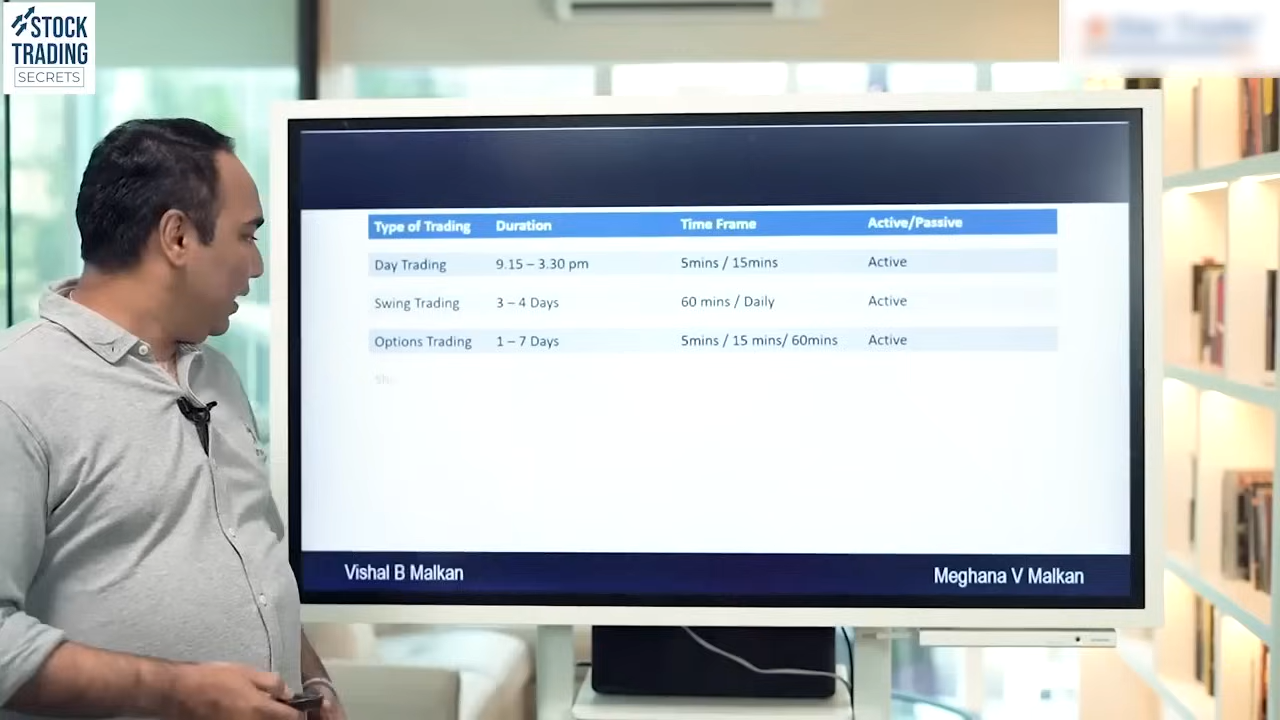 STOCK
TRADING
SECRETS
Type of Trading Duration Time Frame Active/Passive
Day Trading 9.15 – 3.30 pm 5mins / 15mins Active
Swing Trading 3 – 4 Days 60 mins / Daily Active
Options Trading 1 – 7 Days 5mins / 15 mins/ 60mins Active
Vishal B Malkan Meghana V Malkan